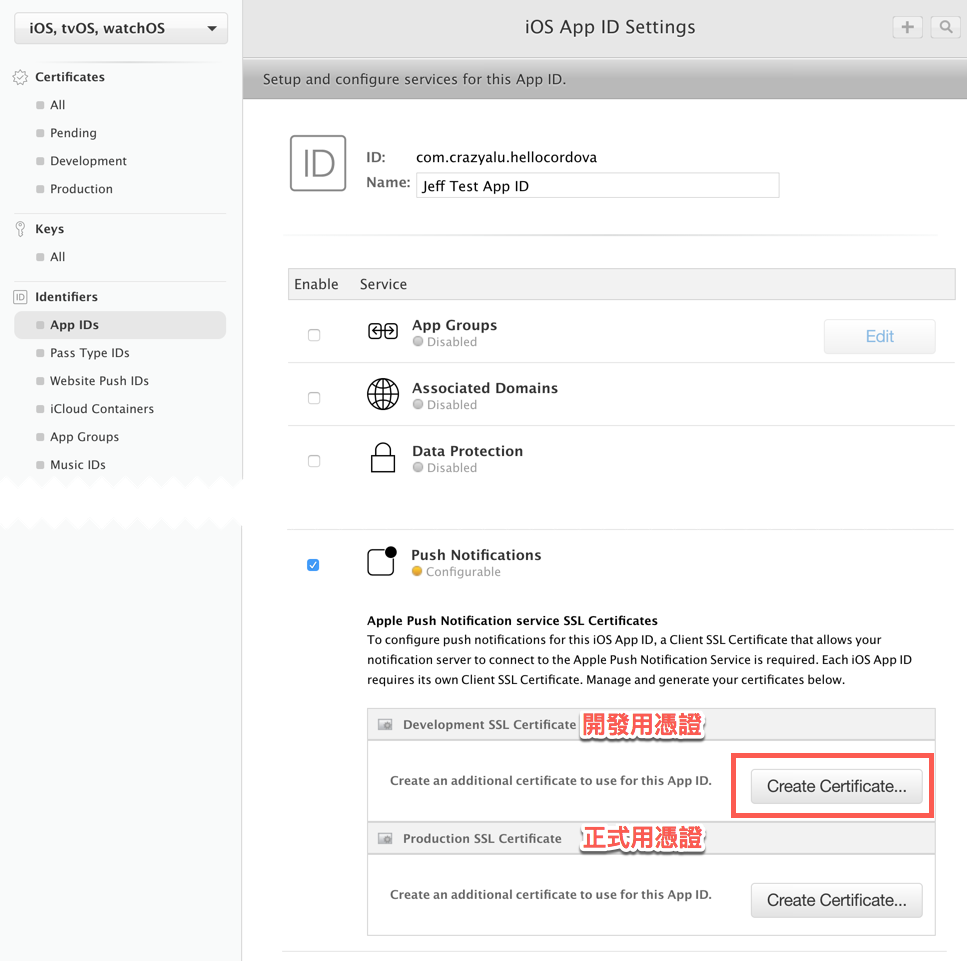 iOS, tvOS, watchOS
iOS App ID Settings
Setup and configure services for this App ID.
Certificates
All
Pending
Development
Production
Keys
All
ID Identifiers
App IDs
Pass Type IDs
Website Push IDs
iCloud Containers
App Groups
Music IDs
ID
ID: com.crazyalu.hellocordova
Name: Jeff Test App ID
Enable Service
App Groups
Disabled
Edit
Associated Domains
Disabled
Data Protection
Disabled
Push Notifications
Configurable
Apple Push Notification service SSL Certificates
To configure push notifications for this iOS App ID, a Client SSL Certificate that allows your
notification server to connect to the Apple Push Notification Service is required. Each iOS App ID
requires its own Client SSL Certificate. Manage and generate your certificates below.
Development SSL Certificate 開發用憑證
Create an additional certificate to use for this App ID. Create Certificate...
Production SSL Certificate 正式用憑證
Create an additional certificate to use for this App ID. Create Certificate...